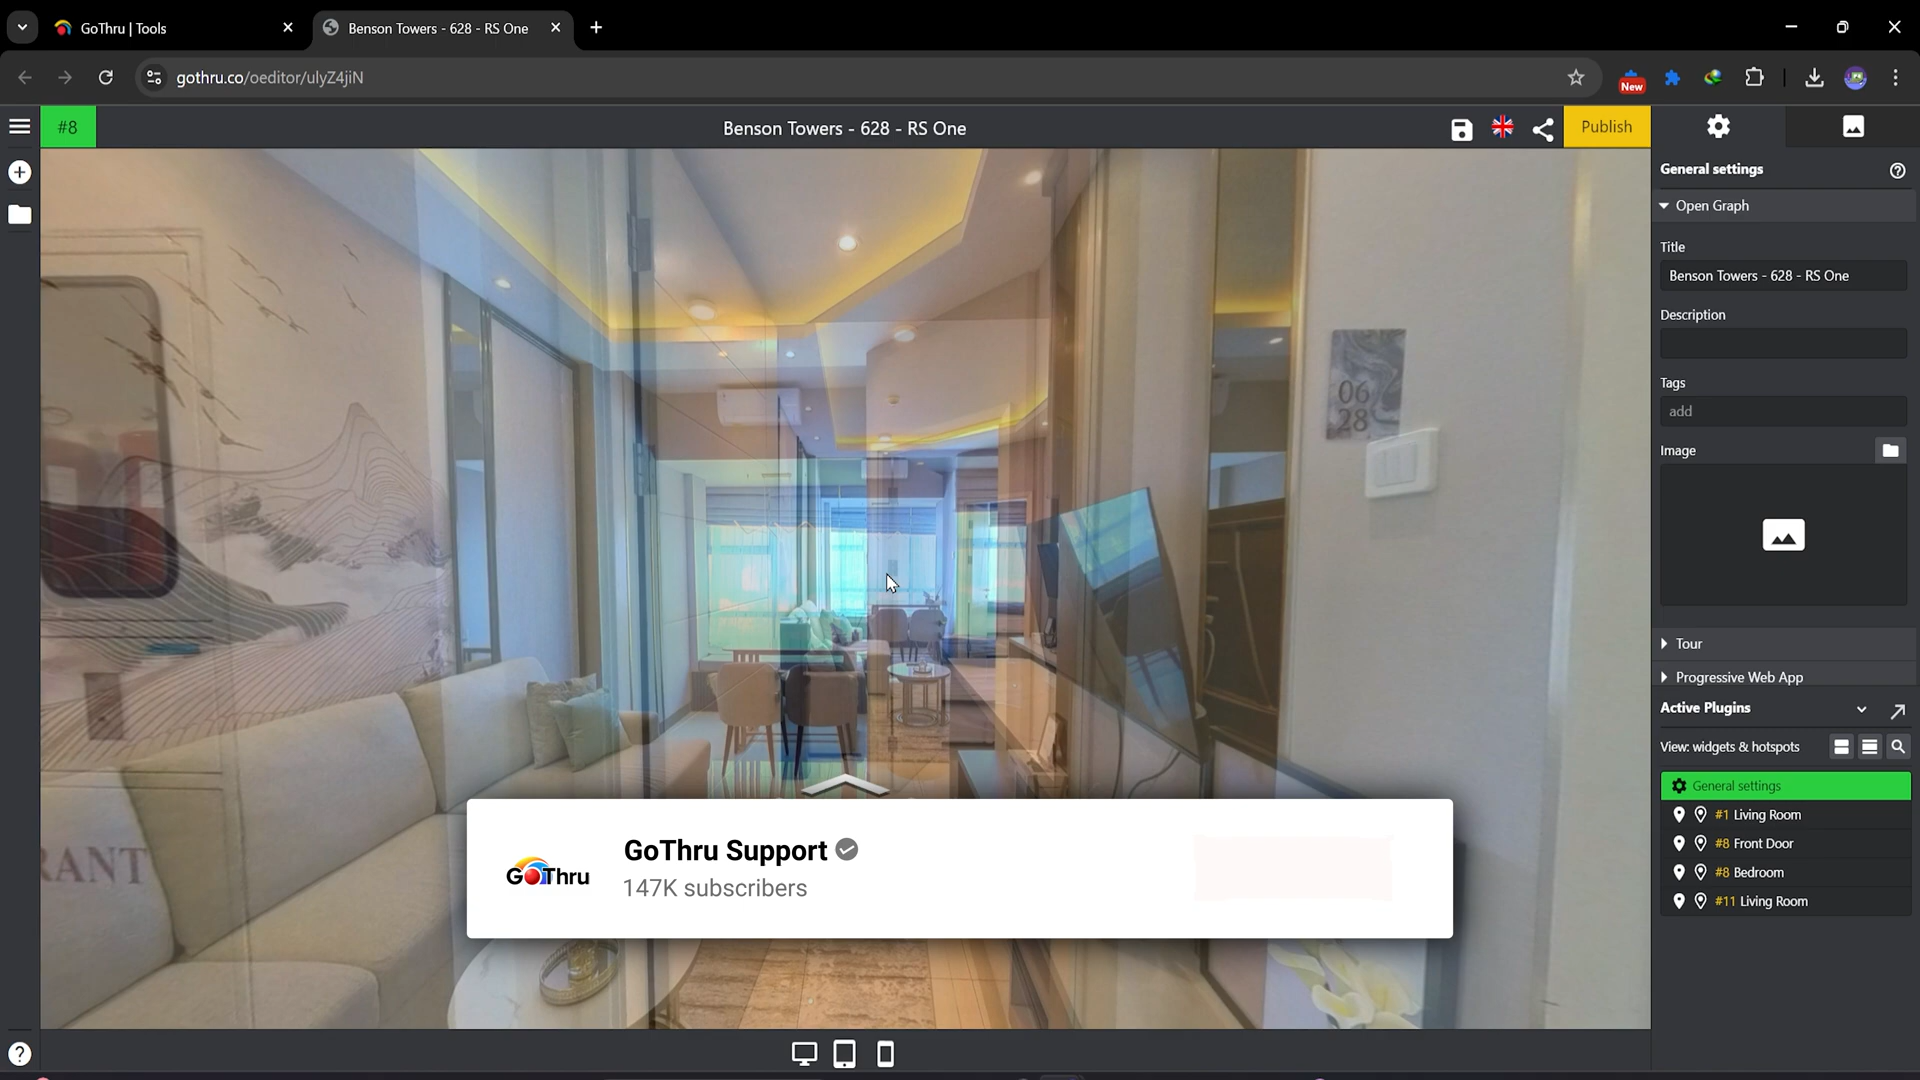 GoThru | Tools
Benson Towers - 628 - RS One
gothru.co/oeditor/ulyZ4jiN
New
#8
Benson Towers - 628 - RS One
Publish
General settings
Open Graph
Title
Benson Towers - 628 - RS One
Description
Tags
add
Image
Tour
Progressive Web App
Active Plugins
View: widgets & hotspots
General settings
#1 Living Room
#8 Front Door
#8 Bedroom
#11 Living Room
06
28
RANT
GoThru
GoThru Support
147K subscribers